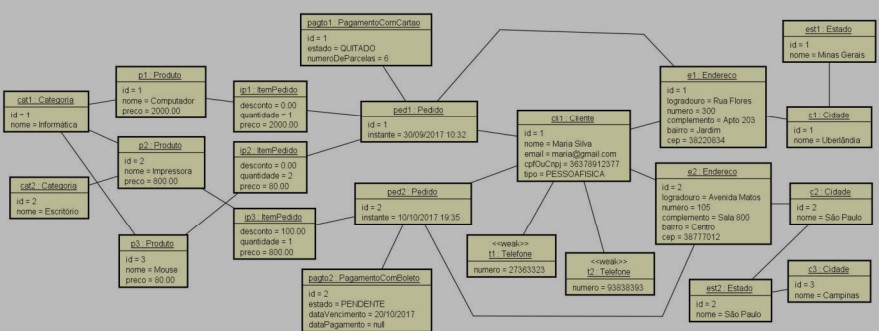 pagto1 : PagamentoComCartao
id = 1
estado = QUITADO
numeroDeParcelas = 6
est1 : Estado
id = 1
nome = Minas Gerais
p1 : Produto
id = 1
nome = Computador
preco = 2000.00
e1 : Endereco
id = 1
logradouro = Rua Flores
numero = 300
complemento = Apto 203
bairro = Jardim
cep = 38220834
cat1 : Categoria
id = 1
nome = Informática
ip1 : ItemPedido
desconto = 0.00
quantidade = 1
preco = 2000.00
ped1 : Pedido
id = 1
instante = 30/09/2017 10:32
cli1 : Cliente
id = 1
nome = Maria Silva
email = maria@gmail.com
cpfOuCnpj = 36378912377
tipo = PESSOAFISICA
c1 : Cidade
id = 1
nome = Uberlândia
p2 : Produto
id = 2
nome = Impressora
preco = 800.00
ip2 : ItemPedido
desconto = 0.00
quantidade = 2
preco = 80.00
e2 : Endereco
id = 2
logradouro = Avenida Matos
numero = 105
complemento = Sala 800
bairro = Centro
cep = 38777012
cat2 : Categoria
id = 2
nome = Escritório
ped2 : Pedido
id = 2
instante = 10/10/2017 19:35
c2 : Cidade
id = 2
nome = São Paulo
ip3 : ItemPedido
desconto = 100.00
quantidade = 1
preco = 800.00
p3 : Produto
id = 3
nome = Mouse
preco = 80.00
<<weak>>
t1 : Telefone
numero = 27363323
<<weak>>
t2 : Telefone
numero = 93838393
c3 : Cidade
id = 3
nome = Campinas
pagto2 : PagamentoComBoleto
id = 2
estado = PENDENTE
dataVencimento = 20/10/2017
dataPagamento = null
est2 : Estado
id = 2
nome = São Paulo